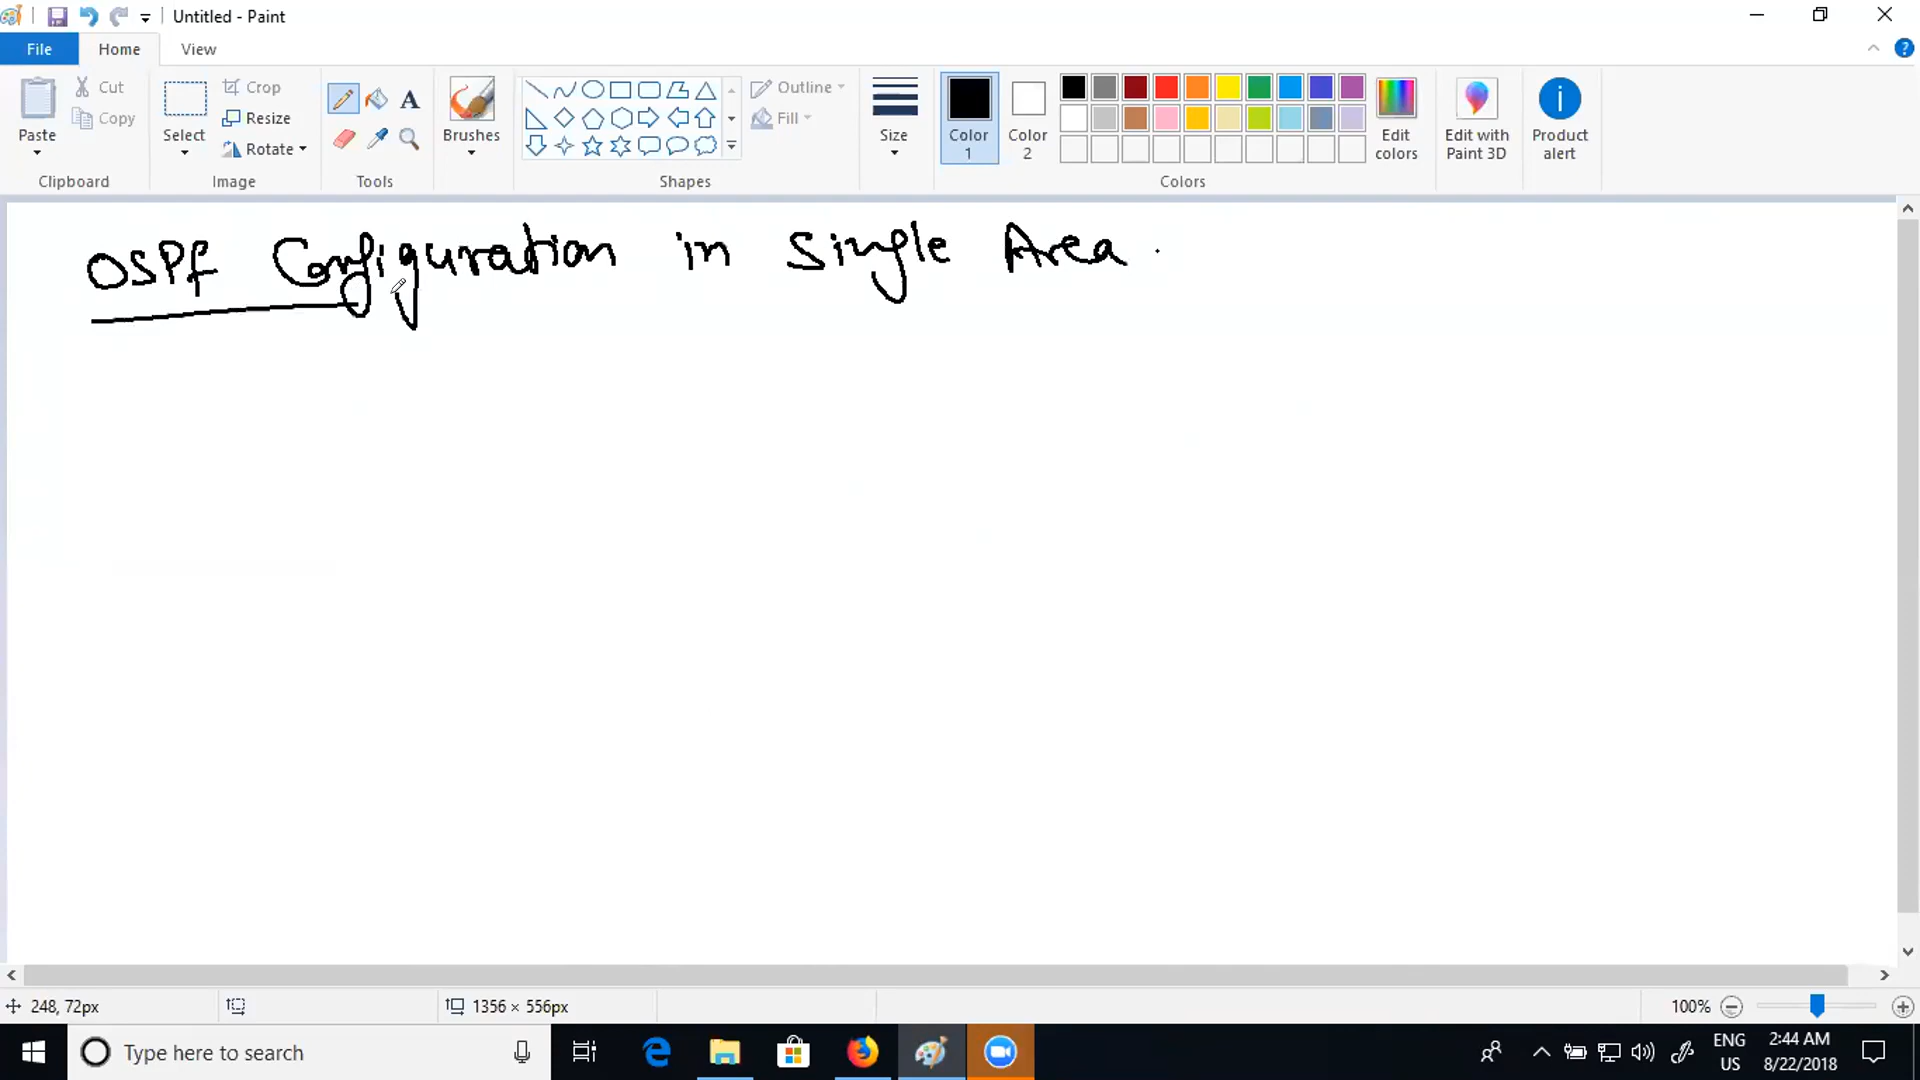 Untitled - Paint
File Home View
Paste
Cut
Copy
Clipboard
Select
Crop
Resize
Rotate
Image
Tools
Brushes
Shapes
Outline
Fill
Size
Color 1
Color 2
Edit colors
Colors
Edit with Paint 3D
Product alert
OSPf Configuration in Single Area .
248, 72px
1356 × 556px
100%
Type here to search
ENG
US
2:44 AM
8/22/2018